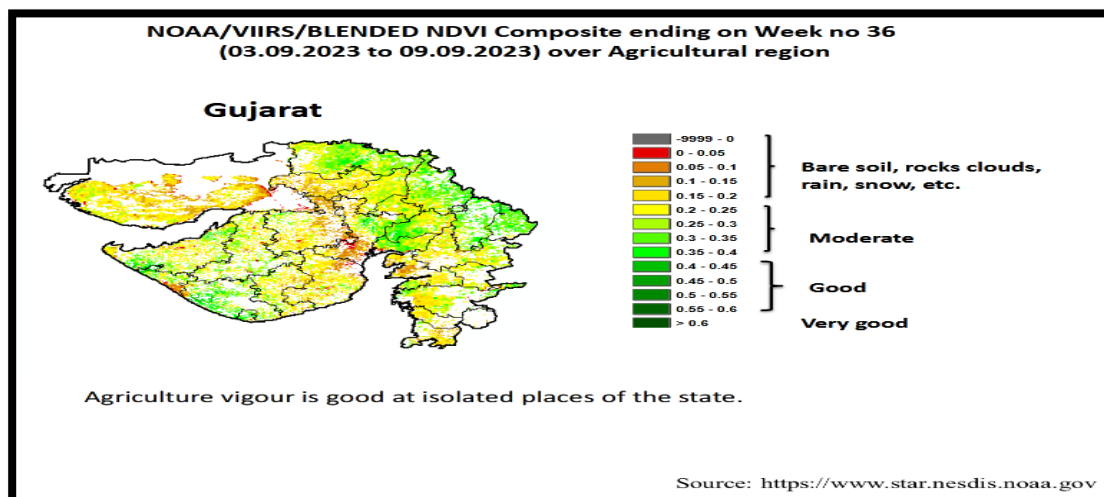 NOAA/VIIRS/BLENDED NDVI Composite ending on Week no 36
(03.09.2023 to 09.09.2023) over Agricultural region
Gujarat
-9999 - 0
0 - 0.05
0.05 - 0.1
0.1 - 0.15
0.15 - 0.2
0.2 - 0.25
0.25 - 0.3
0.3 - 0.35
0.35 - 0.4
0.4 - 0.45
0.45 - 0.5
0.5 - 0.55
0.55 - 0.6
> 0.6
Bare soil, rocks clouds,
rain, snow, etc.
Moderate
Good
Very good
Agriculture vigour is good at isolated places of the state.
Source: https://www.star.nesdis.noaa.gov